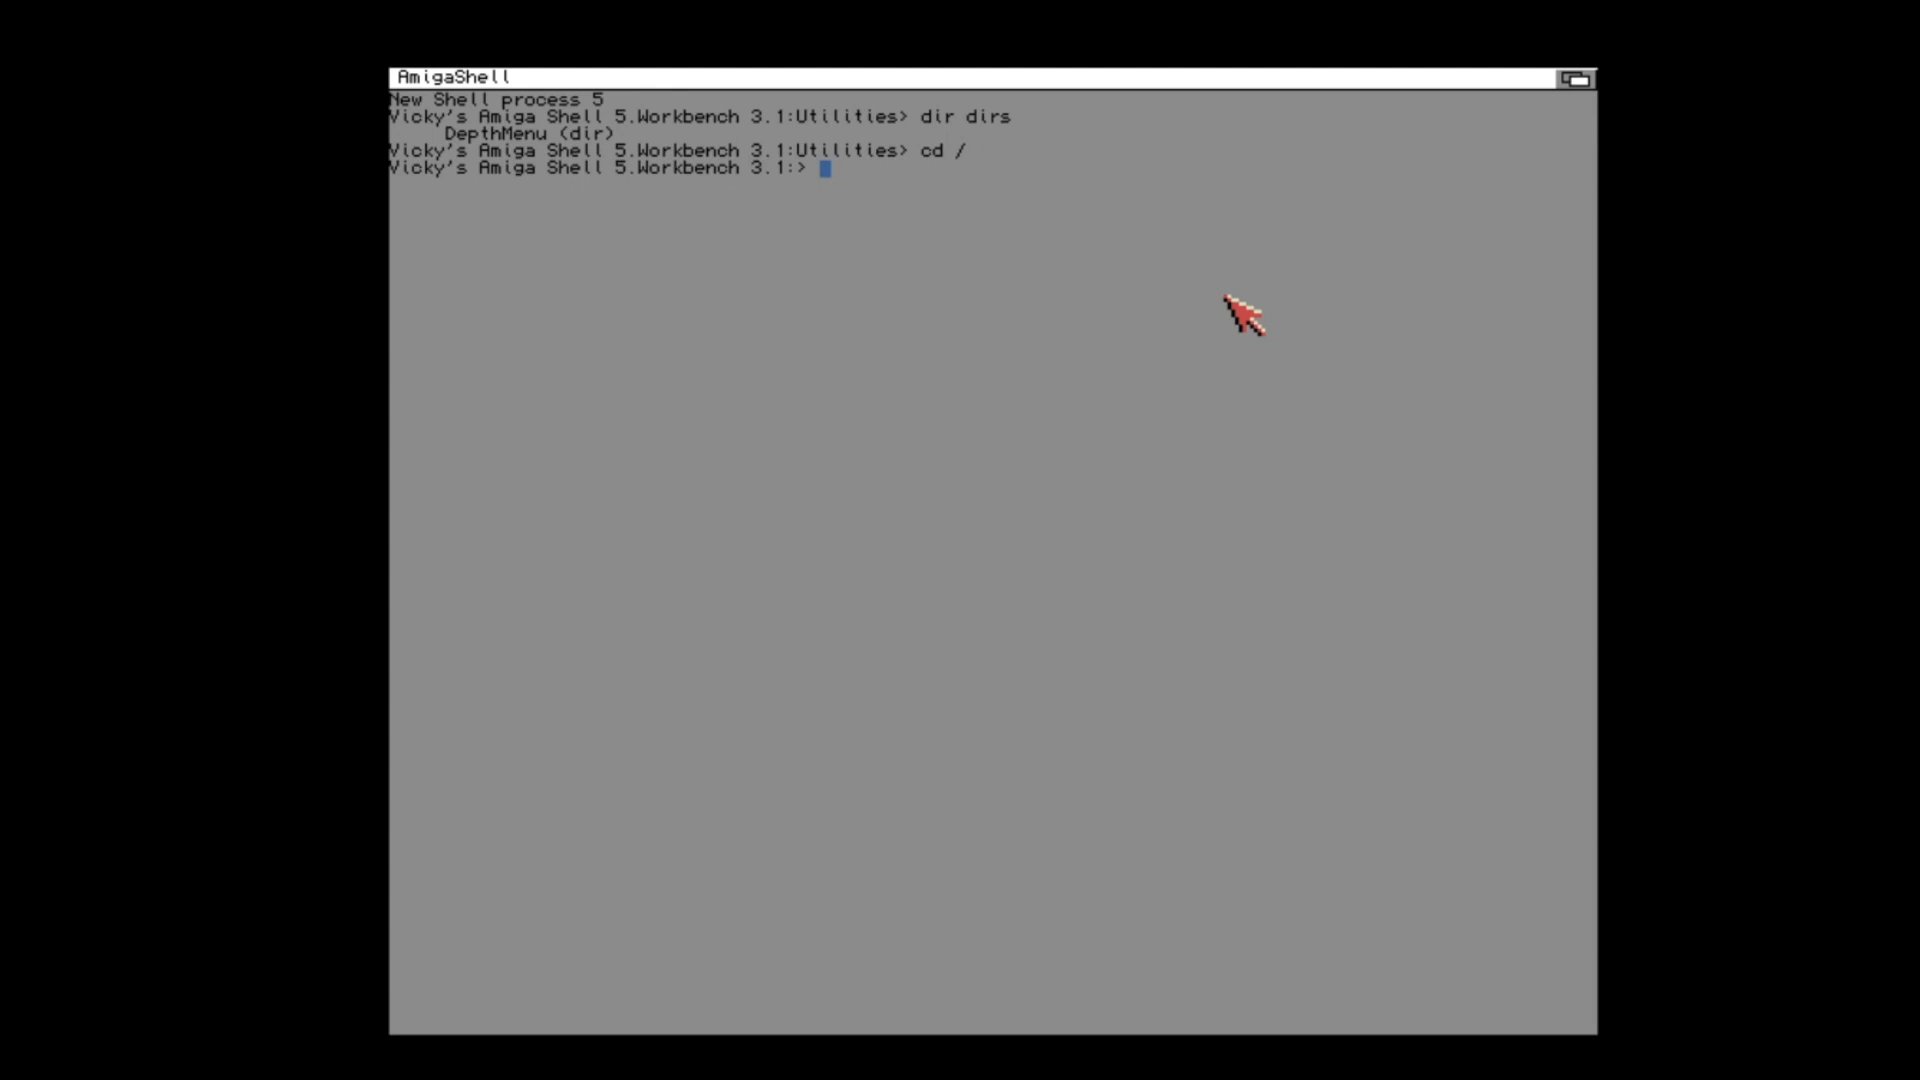 AmigaShell
New Shell process 5
Vicky's Amiga Shell 5.Workbench 3.1:Utilities> dir dirs
DepthMenu (dir)
Vicky's Amiga Shell 5.Workbench 3.1:Utilities> cd /
Vicky's Amiga Shell 5.Workbench 3.1:>